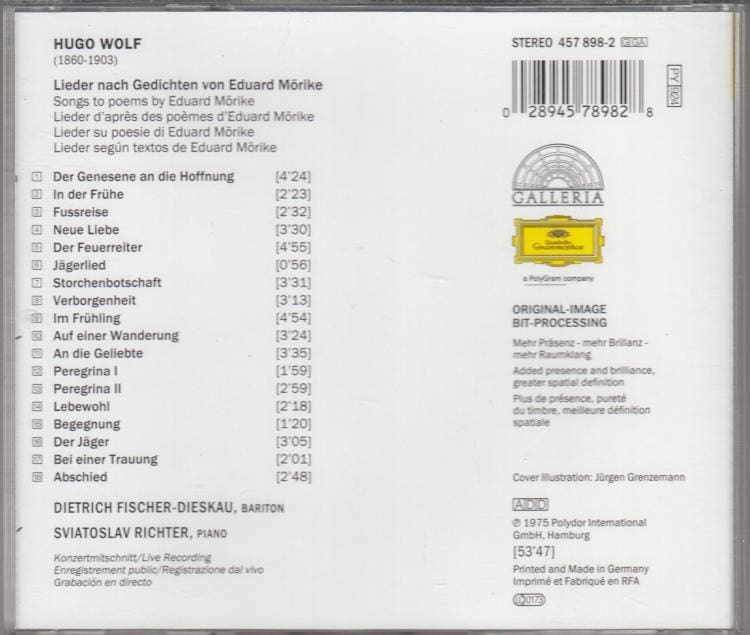 HUGO WOLF
(1860-1903)
Lieder nach Gedichten von Eduard Mörike
Songs to poems by Eduard Mörike
Lieder d'après des poèmes d'Eduard Mörike
Lieder su poesie di Eduard Mörike
Lieder según textos de Eduard Mörike
1 Der Genesene an die Hoffnung [4'24]
2 In der Frühe [2'23]
3 Fussreise [2'32]
4 Neue Liebe [3'30]
5 Der Feuerreiter [4'55]
6 Jägerlied [0'56]
7 Storchenbotschaft [3'31]
8 Verborgenheit [3'13]
9 Im Frühling [4'54]
10 Auf einer Wanderung [3'24]
11 An die Geliebte [3'35]
12 Peregrina I [1'59]
13 Peregrina II [2'59]
14 Lebewohl [2'18]
15 Begegnung [1'20]
16 Der Jäger [3'05]
17 Bei einer Trauung [2'01]
18 Abschied [2'48]
DIETRICH FISCHER-DIESKAU, BARITON
SVIATOSLAV RICHTER, PIANO
Konzertmitschnitt/Live Recording
Enregistrement public/Registrazione dal vivo
Grabación en directo
STEREO 457 898-2 GIGA
PY 924
0 28945 78982 8
GALLERIA
Deutsche
Grammophon
a PolyGram company
ORIGINAL-IMAGE
BIT-PROCESSING
Mehr Präsenz - mehr Brillanz -
mehr Raumklang
Added presence and brilliance,
greater spatial definition
Plus de présence, pureté
du timbre, meilleure définition
spatiale
Cover Illustration: Jürgen Grenzemann
ADD
℗ 1975 Polydor International
GmbH, Hamburg
[53'47]
Printed and Made in Germany
Imprimé et Fabriqué en RFA
LC 0173